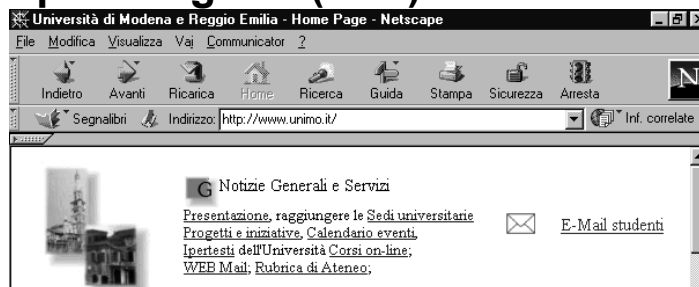 Università di Modena e Reggio Emilia - Home Page - Netscape
File Modifica Visualizza Vai Communicator ?
Indietro Avanti Ricarica Home Ricerca Guida Stampa Sicurezza Arresta N
Segnalibri Indirizzo: http://www.unimo.it/ Inf. correlate
G Notizie Generali e Servizi
Presentazione, raggiungere le Sedi universitarie
Progetti e iniziative, Calendario eventi,
E-Mail studenti
Ipertesti dell'Università Corsi on-line;
WEB Mail; Rubrica di Ateneo;